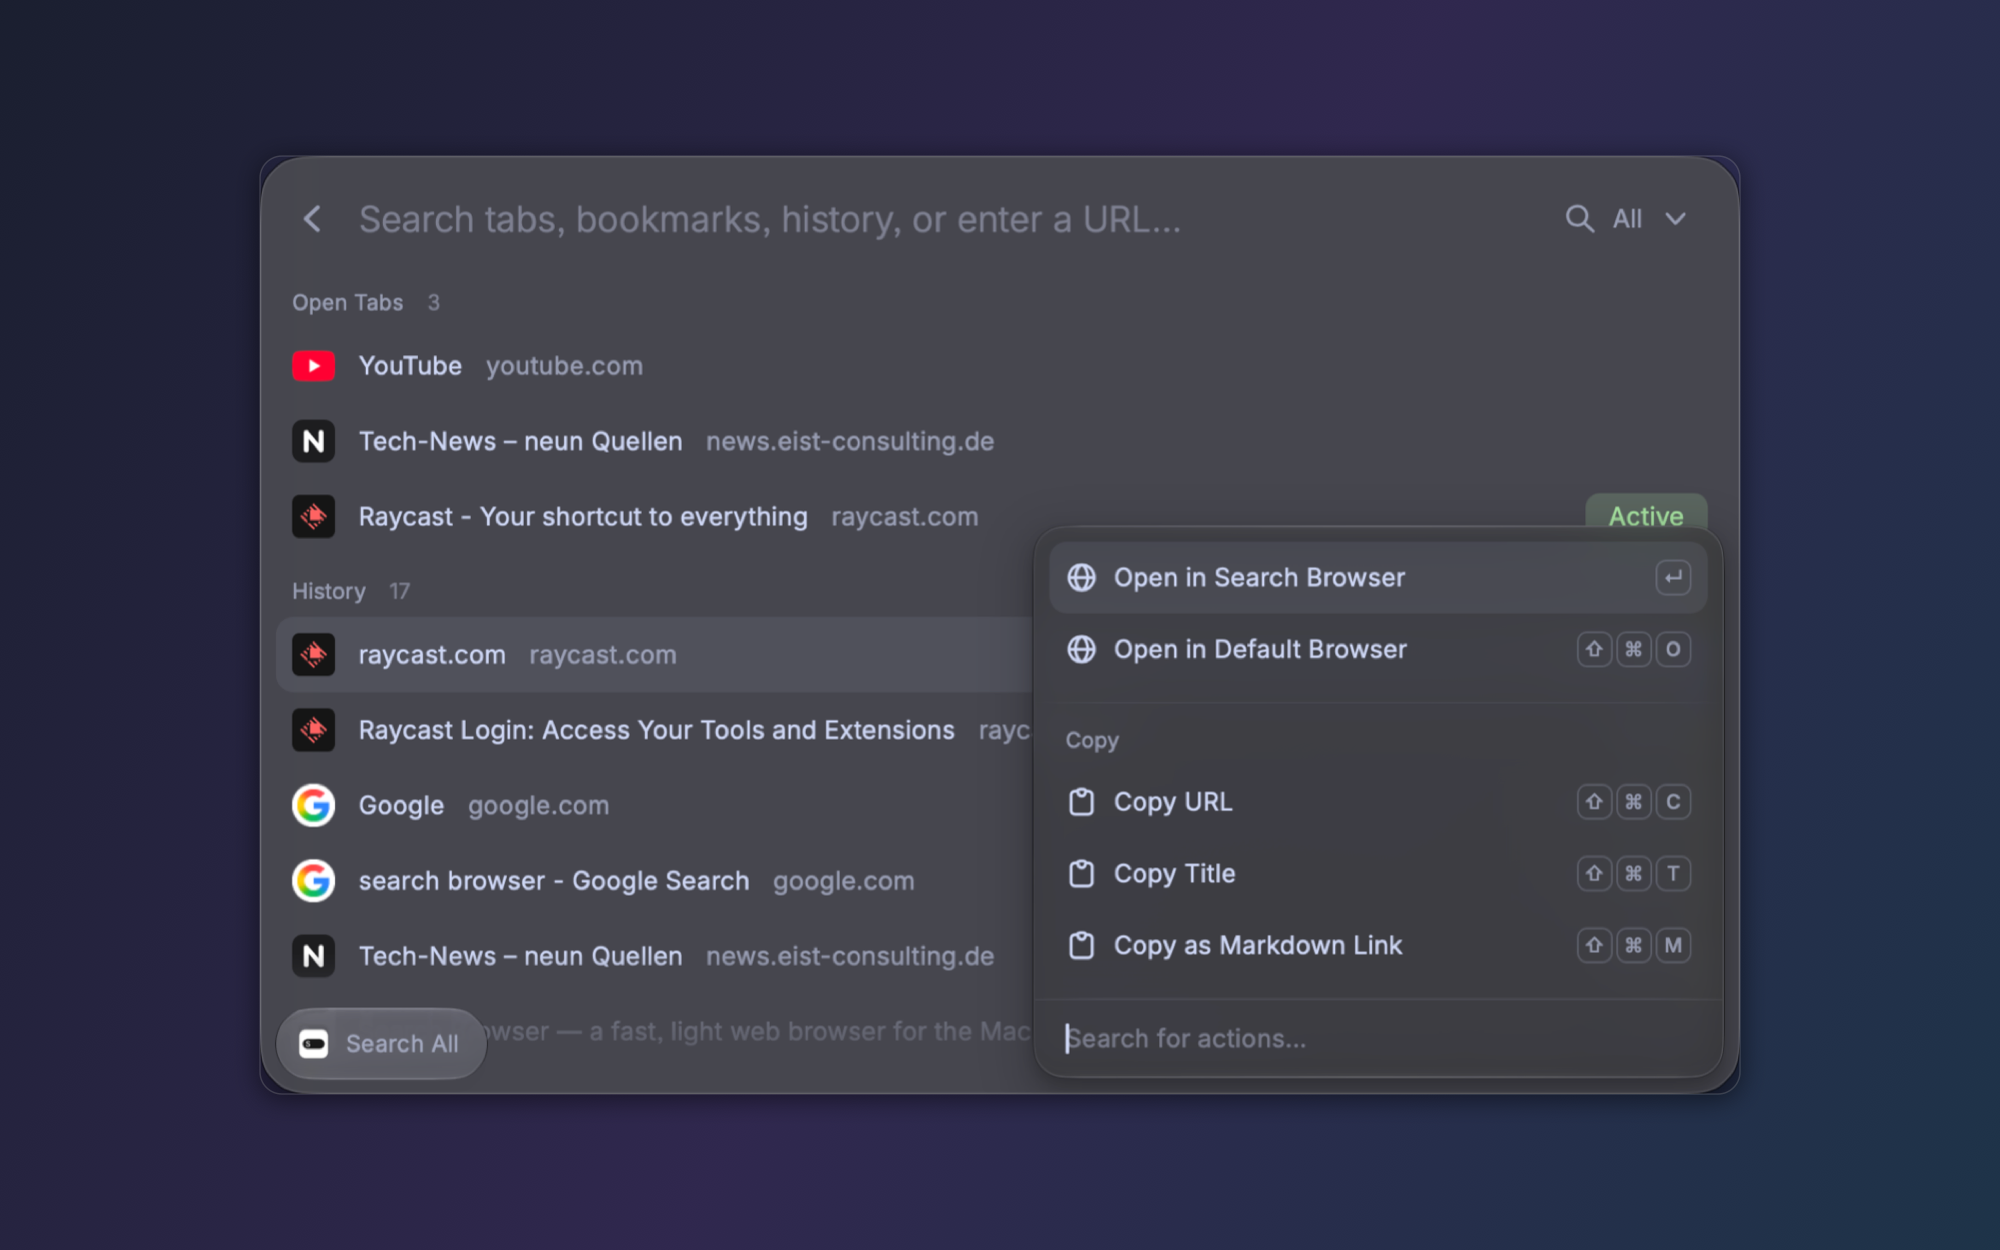 Search tabs, bookmarks, history, or enter a URL...
All
Open Tabs 3
YouTube youtube.com
N Tech-News – neun Quellen news.eist-consulting.de
Raycast - Your shortcut to everything raycast.com Active
History 17
raycast.com raycast.com
Raycast Login: Access Your Tools and Extensions
G Google google.com
G search browser - Google Search google.com
N Tech-News – neun Quellen news.eist-consulting.de
— a fast, light web browser for the Mac
Search All
Open in Search Browser ↵
Open in Default Browser ⇧ ⌘ O
Copy
Copy URL ⇧ ⌘ C
Copy Title ⇧ ⌘ T
Copy as Markdown Link ⇧ ⌘ M
Search for actions...